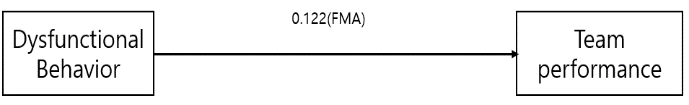 0.122(FMA)
Dysfunctional
Behavior
Team
performance